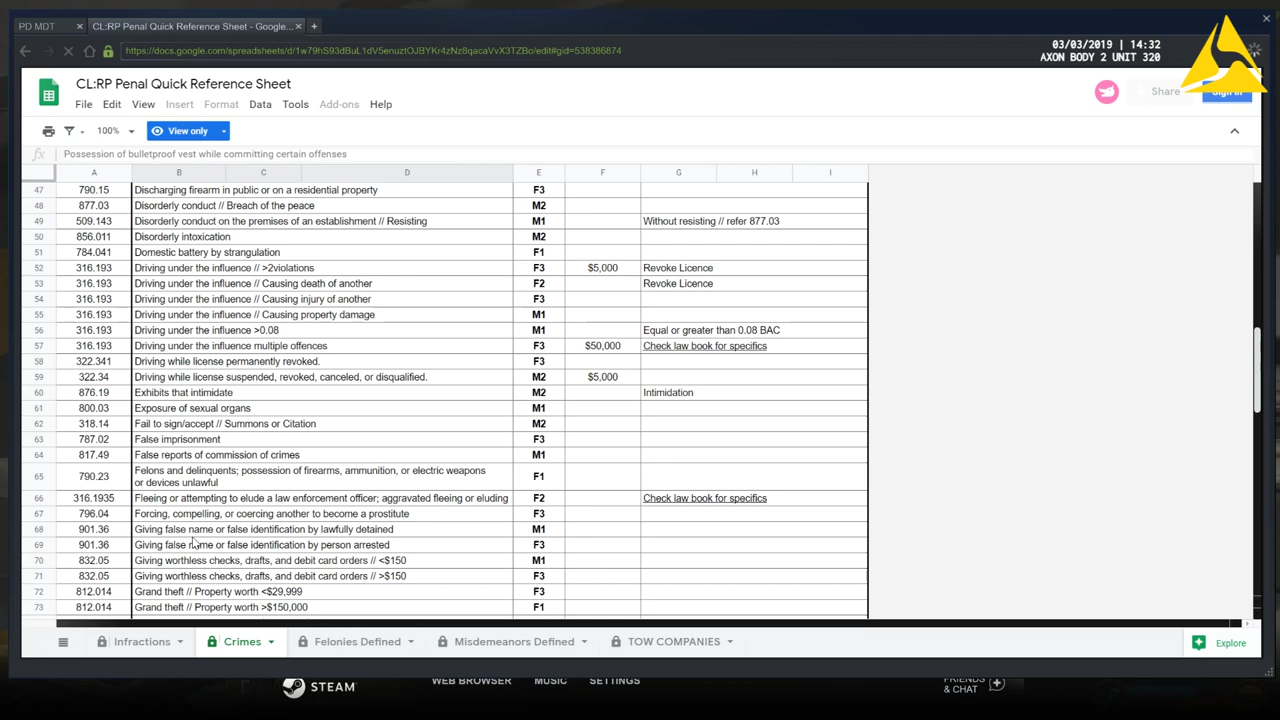 PD MDT
CL:RP Penal Quick Reference Sheet - Google...
https://docs.google.com/spreadsheets/d/1w79hS93dBuL1dV5enuztOJBYKr4zNz8qacaVvX3TZBo/edit#gid=538386874
03/03/2019 | 14:32
AXON BODY 2 UNIT 320
CL:RP Penal Quick Reference Sheet
File Edit View Insert Format Data Tools Add-ons Help
Share
Sign in
100% View only
fx Possession of bulletproof vest while committing certain offenses
A B C D E F G H I
47 790.15 Discharging firearm in public or on a residential property F3
48 877.03 Disorderly conduct // Breach of the peace M2
49 509.143 Disorderly conduct on the premises of an establishment // Resisting M1 Without resisting // refer 877.03
50 856.011 Disorderly intoxication M2
51 784.041 Domestic battery by strangulation F1
52 316.193 Driving under the influence // >2violations F3 $5,000 Revoke Licence
53 316.193 Driving under the influence // Causing death of another F2 Revoke Licence
54 316.193 Driving under the influence // Causing injury of another F3
55 316.193 Driving under the influence // Causing property damage M1
56 316.193 Driving under the influence >0.08 M1 Equal or greater than 0.08 BAC
57 316.193 Driving under the influence multiple offences F3 $50,000 Check law book for specifics
58 322.341 Driving while license permanently revoked. F3
59 322.34 Driving while license suspended, revoked, canceled, or disqualified. M2 $5,000
60 876.19 Exhibits that intimidate M2 Intimidation
61 800.03 Exposure of sexual organs M1
62 318.14 Fail to sign/accept // Summons or Citation M2
63 787.02 False imprisonment F3
64 817.49 False reports of commission of crimes M1
65 790.23 Felons and delinquents; possession of firearms, ammunition, or electric weapons
or devices unlawful F1
66 316.1935 Fleeing or attempting to elude a law enforcement officer; aggravated fleeing or eluding F2 Check law book for specifics
67 796.04 Forcing, compelling, or coercing another to become a prostitute F3
68 901.36 Giving false name or false identification by lawfully detained M1
69 901.36 Giving false name or false identification by person arrested F3
70 832.05 Giving worthless checks, drafts, and debit card orders // <$150 M1
71 832.05 Giving worthless checks, drafts, and debit card orders // >$150 F3
72 812.014 Grand theft // Property worth <$29,999 F3
73 812.014 Grand theft // Property worth >$150,000 F1
Infractions Crimes Felonies Defined Misdemeanors Defined TOW COMPANIES Explore
STEAM WEB BROWSER MUSIC SETTINGS FRIENDS
& CHAT